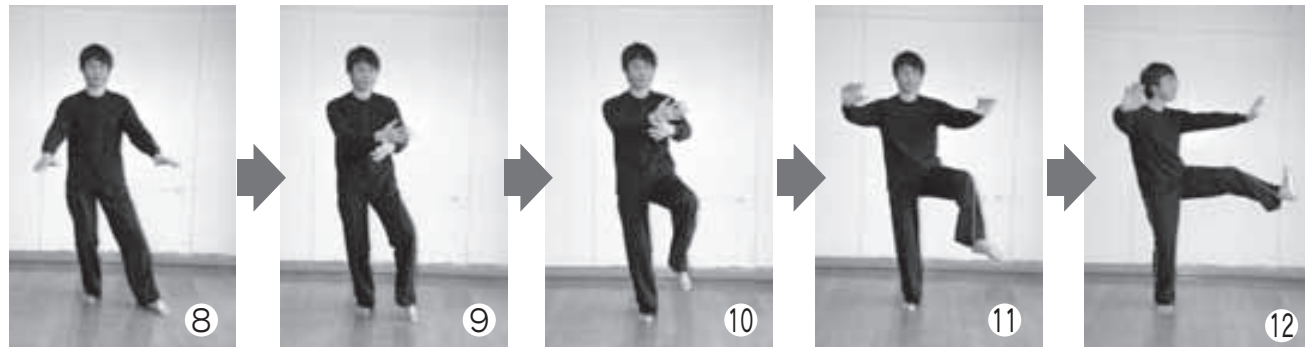 ⑧ ⑨ ⑩ ⑪ ⑫